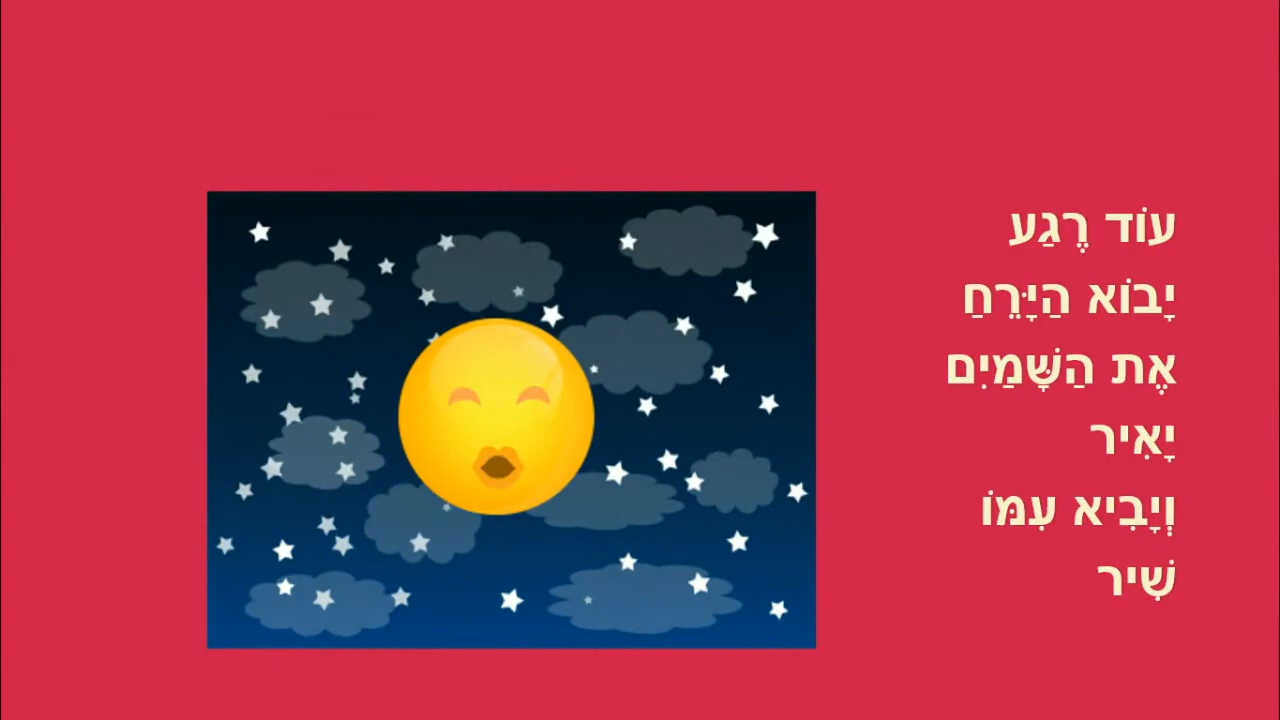 עוֹד רֶגַע
יָבוֹא הַיָּרֵחַ
אֶת הַשָּׁמַיִם
יָאִיר
וְיָבִיא עִמּוֹ
שִׁיר